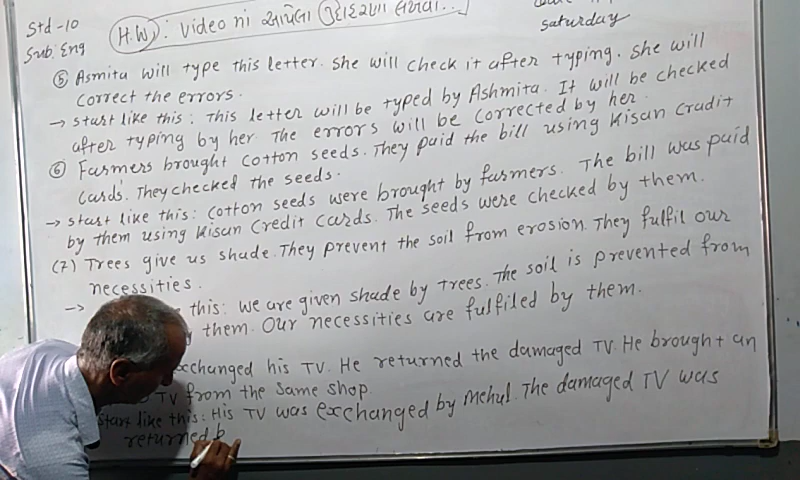 Std-10
Sub: Eng
H.W: video ni
saturday
⑤ Asmita will type this letter. She will check it after typing. She will
correct the errors.
→ start like this: This letter will be typed by Ashmita. It will be checked
after typing by her. The errors will be corrected by her.
⑥ Farmers brought cotton seeds. They paid the bill using Kisan Cradit
Cards. They checked the seeds.
→ start like this: Cotton seeds were brought by farmers. The bill was paid
by them using Kisan Credit Cards. The seeds were checked by them.
(7) Trees give us shade. They prevent the soil from erosion. They fulfil our
necessities.
→ this: we are given shade by trees. The soil is prevented from
them. Our necessities are fulfiled by them.
exchanged his TV. He returned the damaged TV. He brought an
TV from the same shop.
start like this: His TV was exchanged by Mehul. The damaged TV was
returned b